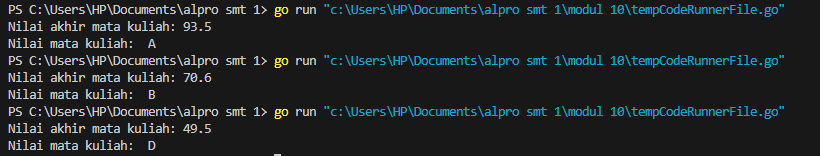 PS C:\Users\HP\Documents\alpro smt 1> go run "c:\Users\HP\Documents\alpro smt 1\modul 10\tempCodeRunnerFile.go"
Nilai akhir mata kuliah: 93.5
Nilai mata kuliah:  A
PS C:\Users\HP\Documents\alpro smt 1> go run "c:\Users\HP\Documents\alpro smt 1\modul 10\tempCodeRunnerFile.go"
Nilai akhir mata kuliah: 70.6
Nilai mata kuliah:  B
PS C:\Users\HP\Documents\alpro smt 1> go run "c:\Users\HP\Documents\alpro smt 1\modul 10\tempCodeRunnerFile.go"
Nilai akhir mata kuliah: 49.5
Nilai mata kuliah:  D